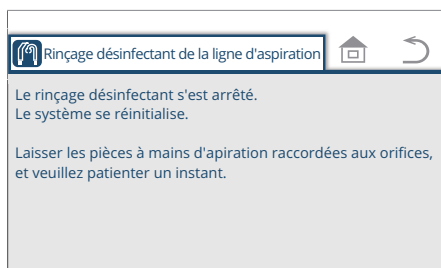 Rinçage désinfectant de la ligne d'aspiration
Le rinçage désinfectant s'est arrêté.
Le système se réinitialise.
Laisser les pièces à mains d'apiration raccordées aux orifices,
et veuillez patienter un instant.